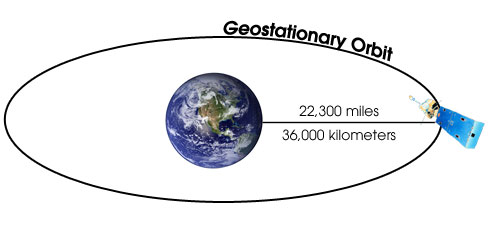 Geostationary Orbit
22,300 miles
36,000 kilometers